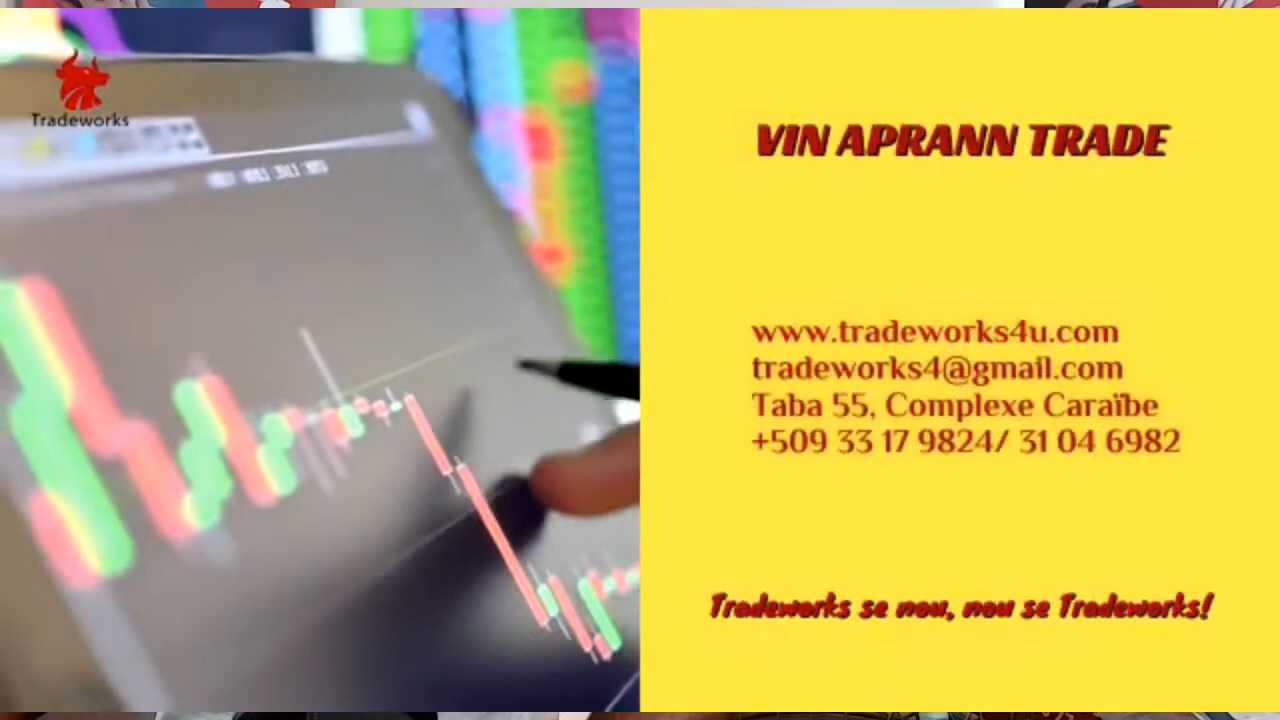 Tradeworks
VIN APRANN TRADE
www.tradeworks4u.com
tradeworks4@gmail.com
Taba 55, Complexe Caraïbe
+509 33 17 9824/ 31 04 6982
Tradeworks se nou, nou se Tradeworks!